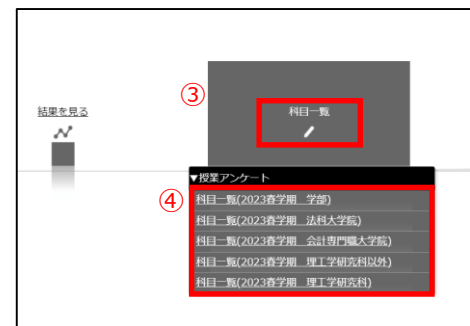 ③
科目一覧
結果を見る
▼授業アンケート
④
科目一覧(2023春学期　学部)
科目一覧(2023春学期　法科大学院)
科目一覧(2023春学期　会計専門職大学院)
科目一覧(2023春学期　理工学研究科以外)
科目一覧(2023春学期　理工学研究科)